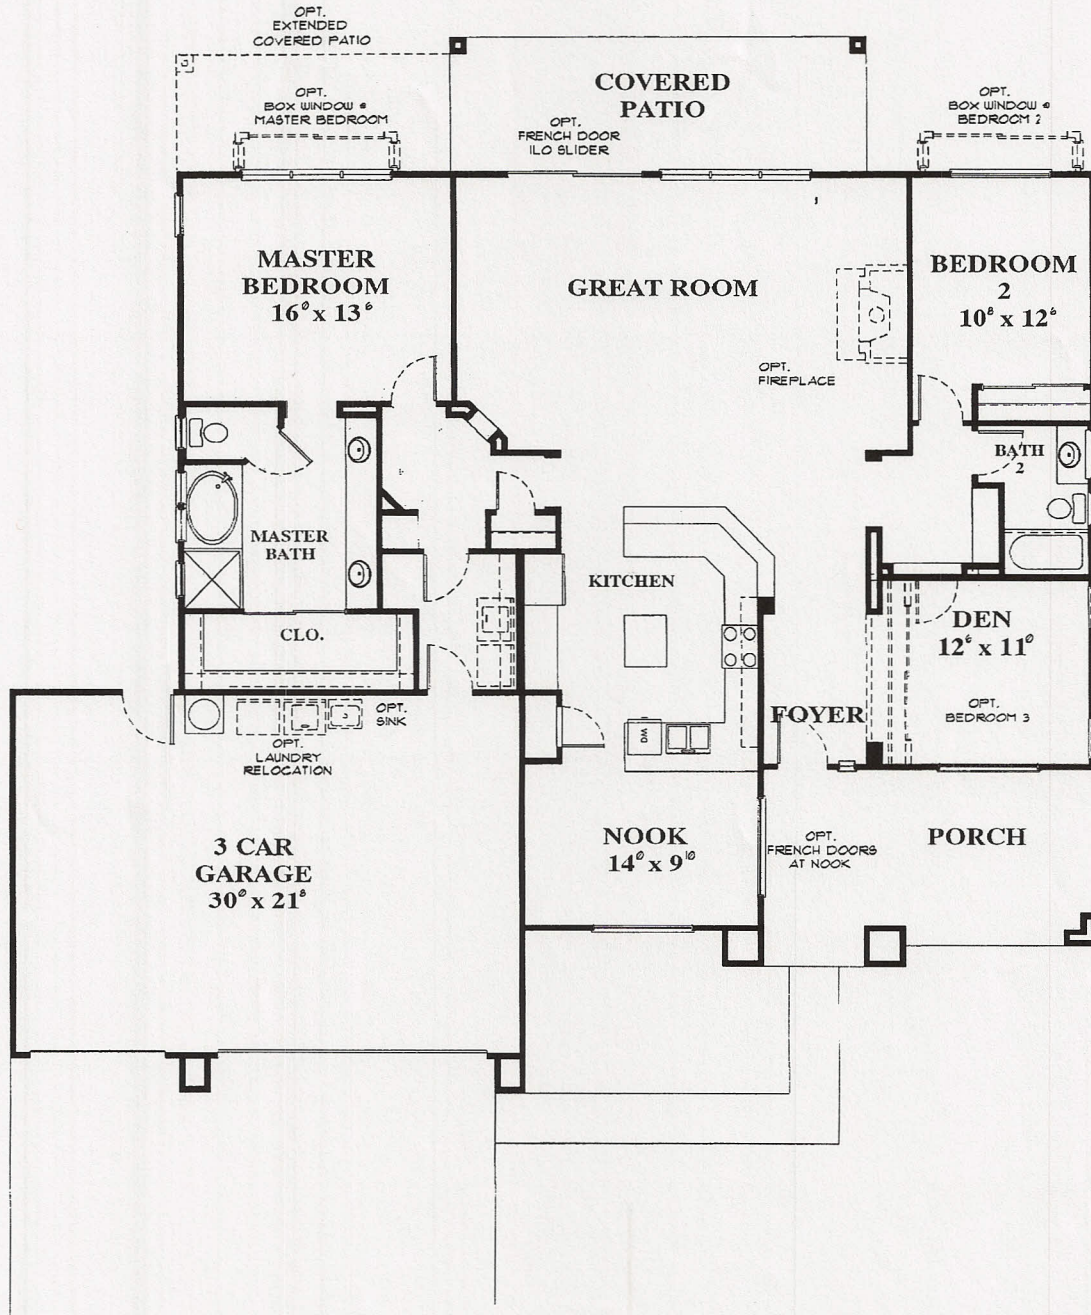 OPT.
EXTENDED
COVERED PATIO
COVERED
PATIO
OPT.
BOX WINDOW @
MASTER BEDROOM
OPT.
FRENCH DOOR
ILO SLIDER
OPT.
BOX WINDOW @
BEDROOM 2
MASTER
BEDROOM
16⁰ x 13⁶
GREAT ROOM
BEDROOM
2
10⁸ x 12⁶
OPT.
FIREPLACE
BATH
2
MASTER
BATH
KITCHEN
CLO.
DEN
12⁶ x 11⁰
OPT.
BEDROOM 3
FOYER
OPT.
SINK
OPT.
LAUNDRY
RELOCATION
3 CAR
GARAGE
30⁰ x 21⁸
NOOK
14⁰ x 9¹⁰
OPT.
FRENCH DOORS
AT NOOK
PORCH